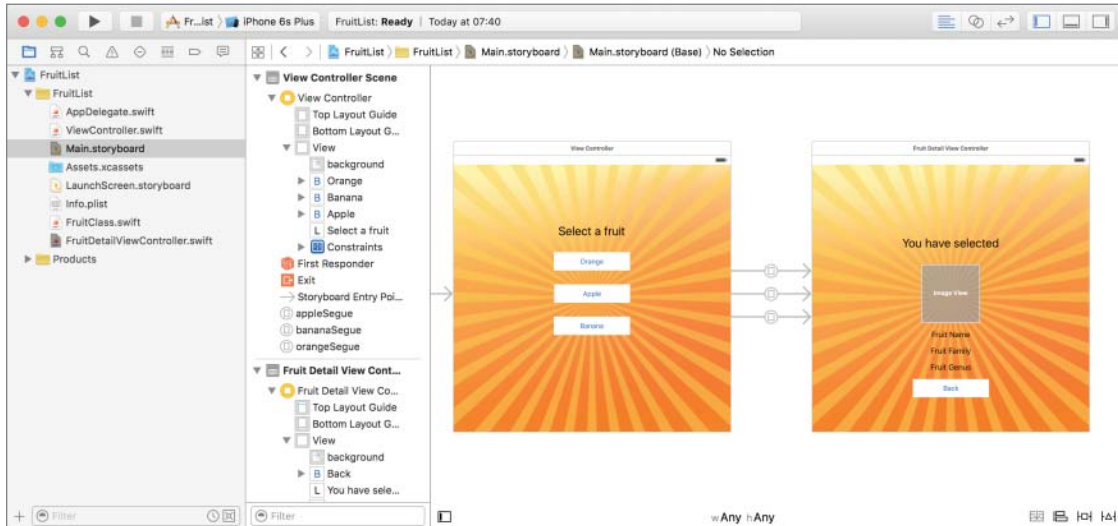 Fr...ist iPhone 6s Plus FruitList: Ready | Today at 07:40
FruitList FruitList Main.storyboard Main.storyboard (Base) No Selection
FruitList
FruitList
AppDelegate.swift
ViewController.swift
Main.storyboard
Assets.xcassets
LaunchScreen.storyboard
Info.plist
FruitClass.swift
FruitDetailViewController.swift
Products
Filter
View Controller Scene
View Controller
Top Layout Guide
Bottom Layout G...
View
background
B Orange
B Banana
B Apple
L Select a fruit
Constraints
First Responder
Exit
Storyboard Entry Poi...
appleSegue
bananaSegue
orangeSegue
Fruit Detail View Cont...
Fruit Detail View Co...
Top Layout Guide
Bottom Layout G...
View
background
B Back
L You have sele...
Filter
View Controller
Select a fruit
Orange
Apple
Banana
Fruit Detail View Controller
You have selected
Image View
Fruit Name
Fruit Family
Fruit Genus
Back
wAny hAny